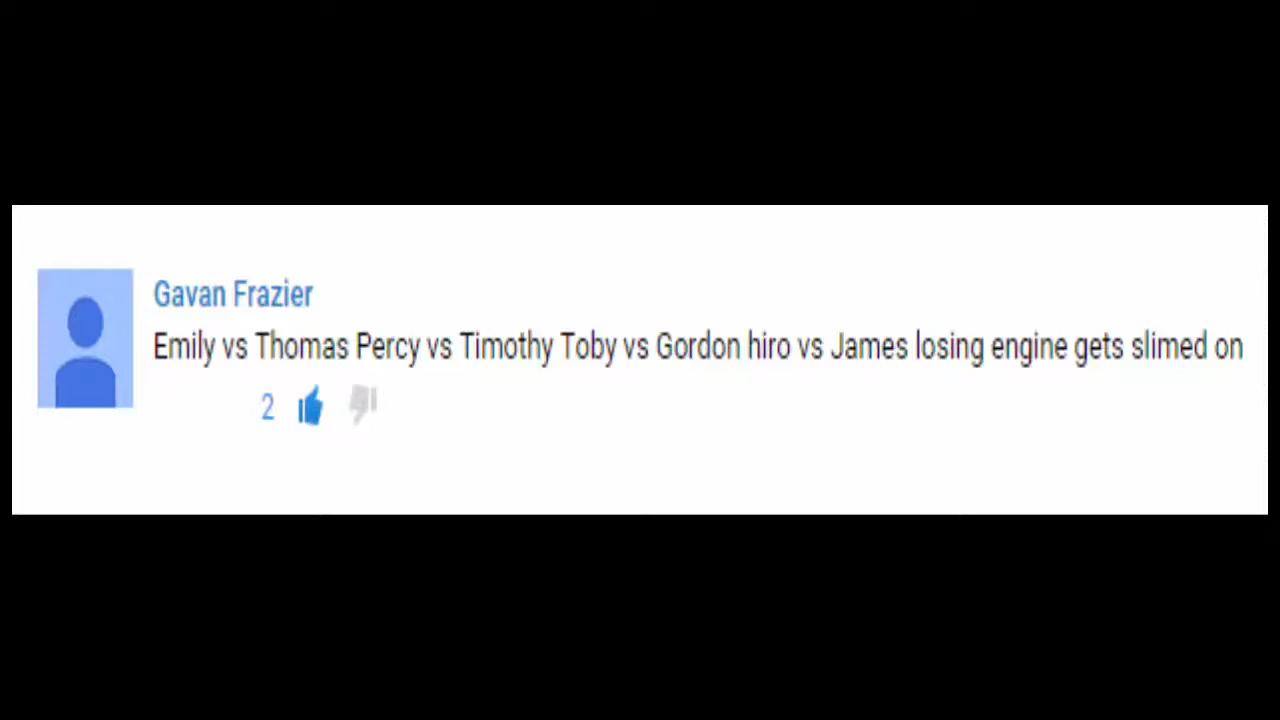 Gavan Frazier
Emily vs Thomas Percy vs Timothy Toby vs Gordon hiro vs James losing engine gets slimed on
2